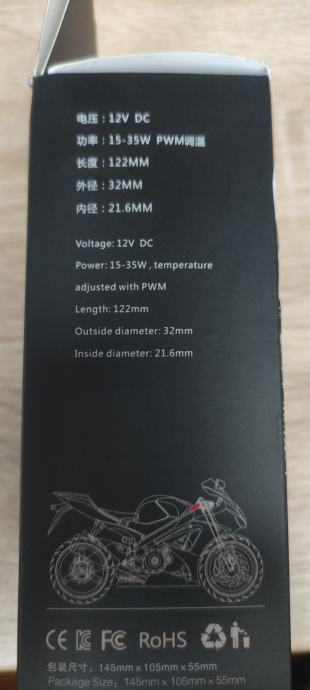 电压：12V DC
功率：15-35W PWM调温
长度：122MM
外径：32MM
内径：21.6MM
Voltage: 12V DC
Power: 15-35W , temperature
adjusted with PWM
Length: 122mm
Outside diameter: 32mm
Inside diameter: 21.6mm
CE FC RoHS
包装尺寸：145mm×105mm×55mm
Package Size: 145mm×105mm×55mm